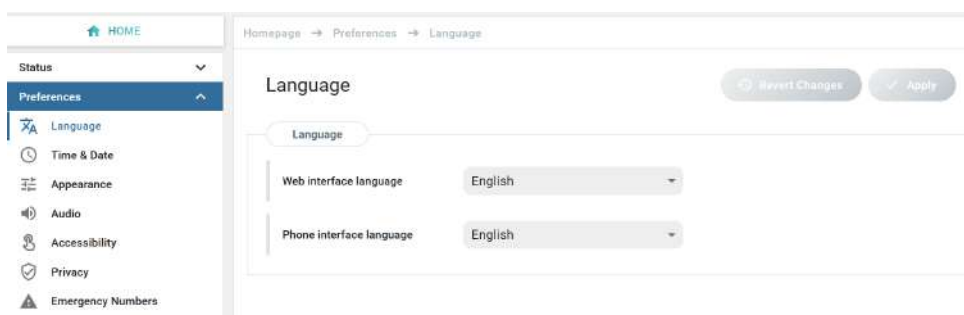 HOME
Homepage → Preferences → Language
Status
Preferences
Language
Time & Date
Appearance
Audio
Accessibility
Privacy
Emergency Numbers
Language
Revert Changes
Apply
Language
Web interface language English
Phone interface language English